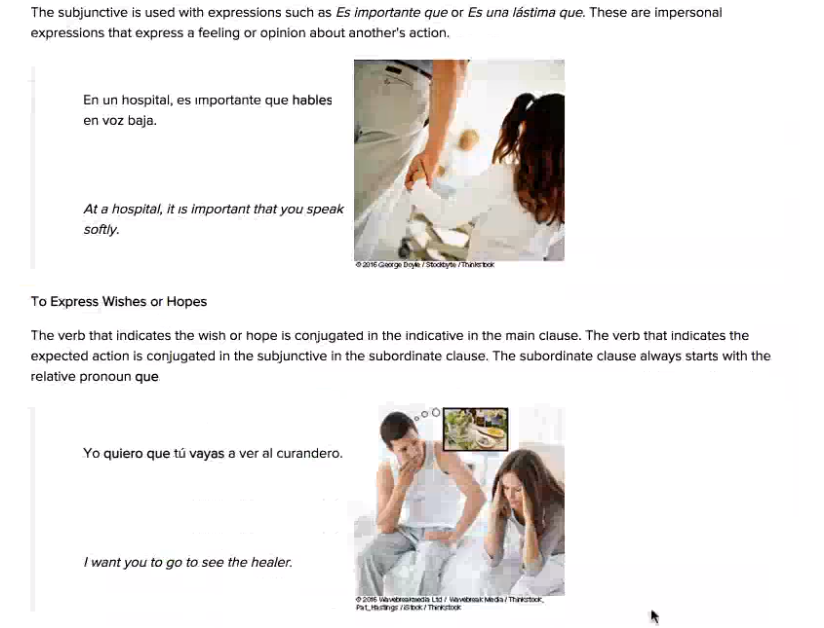 The subjunctive is used with expressions such as Es importante que or Es una lástima que. These are impersonal
expressions that express a feeling or opinion about another's action.
En un hospital, es importante que hables
en voz baja.
At a hospital, it is important that you speak
softly.
© 2016 George Doyle / Stockbyte / Thinkstock
To Express Wishes or Hopes
The verb that indicates the wish or hope is conjugated in the indicative in the main clause. The verb that indicates the
expected action is conjugated in the subjunctive in the subordinate clause. The subordinate clause always starts with the
relative pronoun que
Yo quiero que tú vayas a ver al curandero.
I want you to go to see the healer.
© 2016 Wavebreakmedia Ltd / Wavebreak Media / Thinkstock,
Pat_Hastings / iStock / Thinkstock